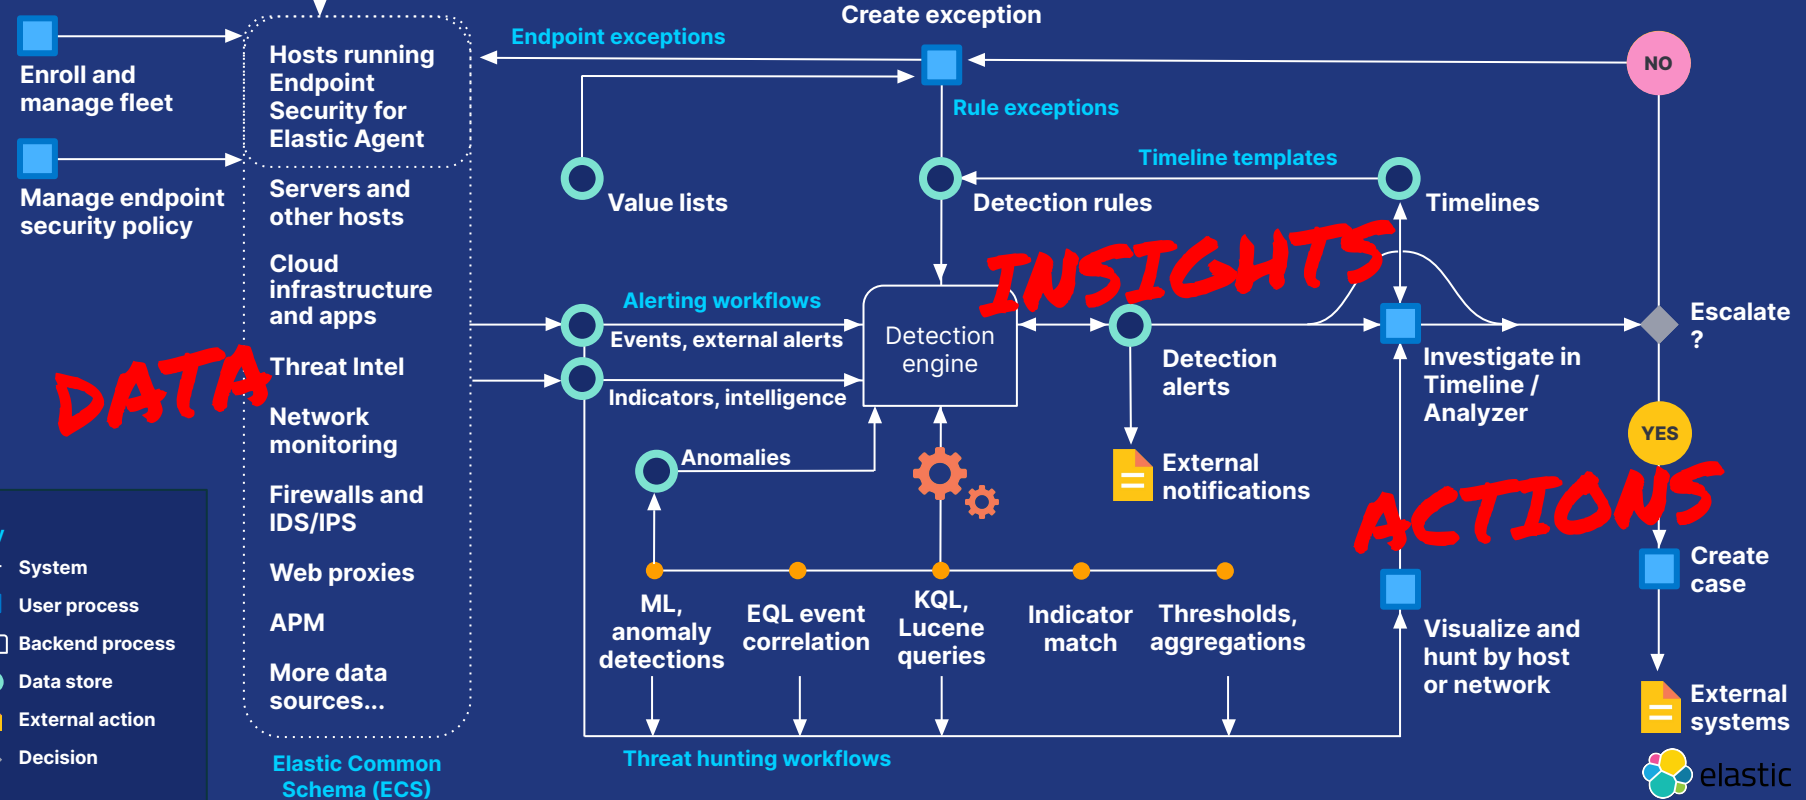 Create exception
Endpoint exceptions
NO
Enroll and
manage fleet
Hosts running
Endpoint
Security for
Elastic Agent
Rule exceptions
Timeline templates
Manage endpoint
security policy
Servers and
other hosts
Value lists
Detection rules
Timelines
INSIGHTS
Cloud
infrastructure
and apps
Alerting workflows
Events, external alerts
Detection
engine
Escalate
?
DATA
Threat Intel
Indicators, intelligence
Detection
alerts
Investigate in
Timeline /
Analyzer
Network
monitoring
YES
Anomalies
External
notifications
ACTIONS
Firewalls and
IDS/IPS
System
Web proxies
Create
case
User process
ML,
anomaly
detections
EQL event
correlation
KQL,
Lucene
queries
Indicator
match
Thresholds,
aggregations
APM
Visualize and
hunt by host
or network
Backend process
More data
sources...
Data store
External
systems
External action
Decision
Elastic Common
Schema (ECS)
Threat hunting workflows
elastic